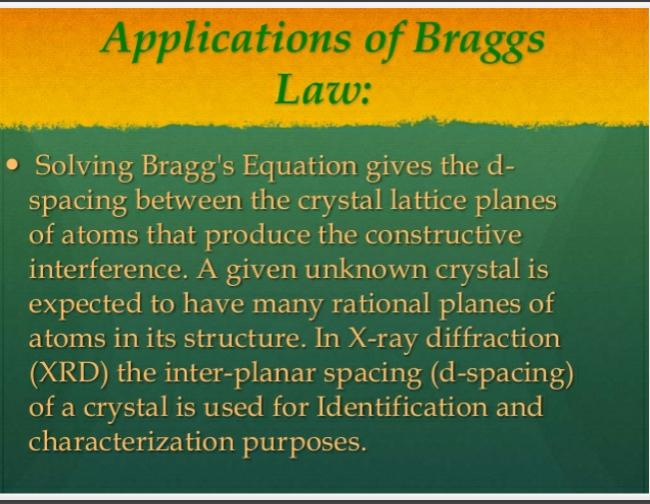 Applications of Braggs
Law:
• Solving Bragg's Equation gives the d-
spacing between the crystal lattice planes
of atoms that produce the constructive
interference. A given unknown crystal is
expected to have many rational planes of
atoms in its structure. In X-ray diffraction
(XRD) the inter-planar spacing (d-spacing)
of a crystal is used for Identification and
characterization purposes.